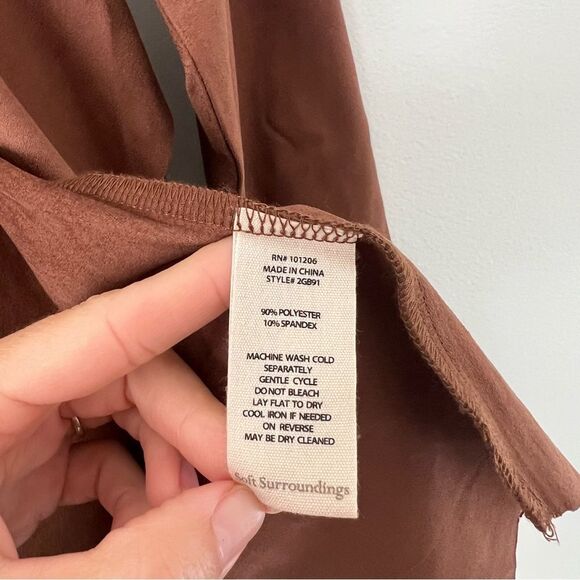 RN# 101206
MADE IN CHINA
STYLE# 2GB91
90% POLYESTER
10% SPANDEX
MACHINE WASH COLD
SEPARATELY
GENTLE CYCLE
DO NOT BLEACH
LAY FLAT TO DRY
COOL IRON IF NEEDED
ON REVERSE
MAY BE DRY CLEANED
Soft Surroundings